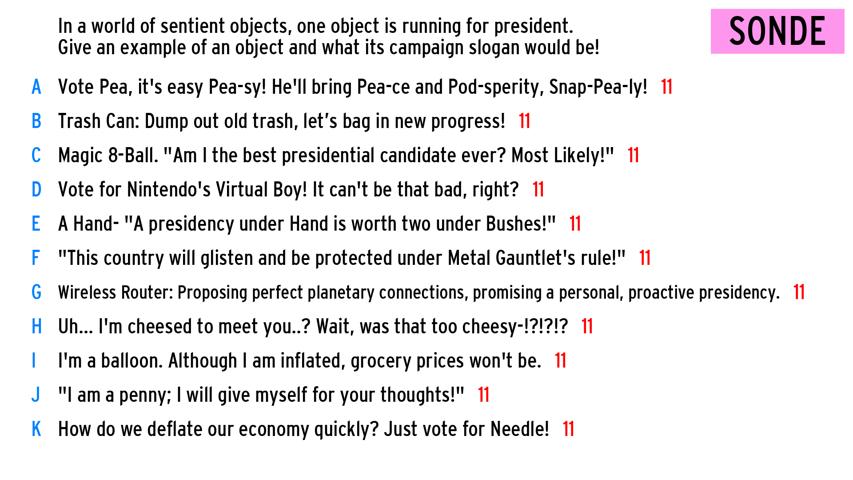 In a world of sentient objects, one object is running for president.
Give an example of an object and what its campaign slogan would be!
SONDE
A Vote Pea, it's easy Pea-sy! He'll bring Pea-ce and Pod-sperity, Snap-Pea-ly! 11
B Trash Can: Dump out old trash, let’s bag in new progress! 11
C Magic 8-Ball. "Am I the best presidential candidate ever? Most Likely!" 11
D Vote for Nintendo's Virtual Boy! It can't be that bad, right? 11
E A Hand- "A presidency under Hand is worth two under Bushes!" 11
F "This country will glisten and be protected under Metal Gauntlet's rule!" 11
G Wireless Router: Proposing perfect planetary connections, promising a personal, proactive presidency. 11
H Uh... I'm cheesed to meet you..? Wait, was that too cheesy-!?!?!? 11
I I'm a balloon. Although I am inflated, grocery prices won't be. 11
J "I am a penny; I will give myself for your thoughts!" 11
K How do we deflate our economy quickly? Just vote for Needle! 11